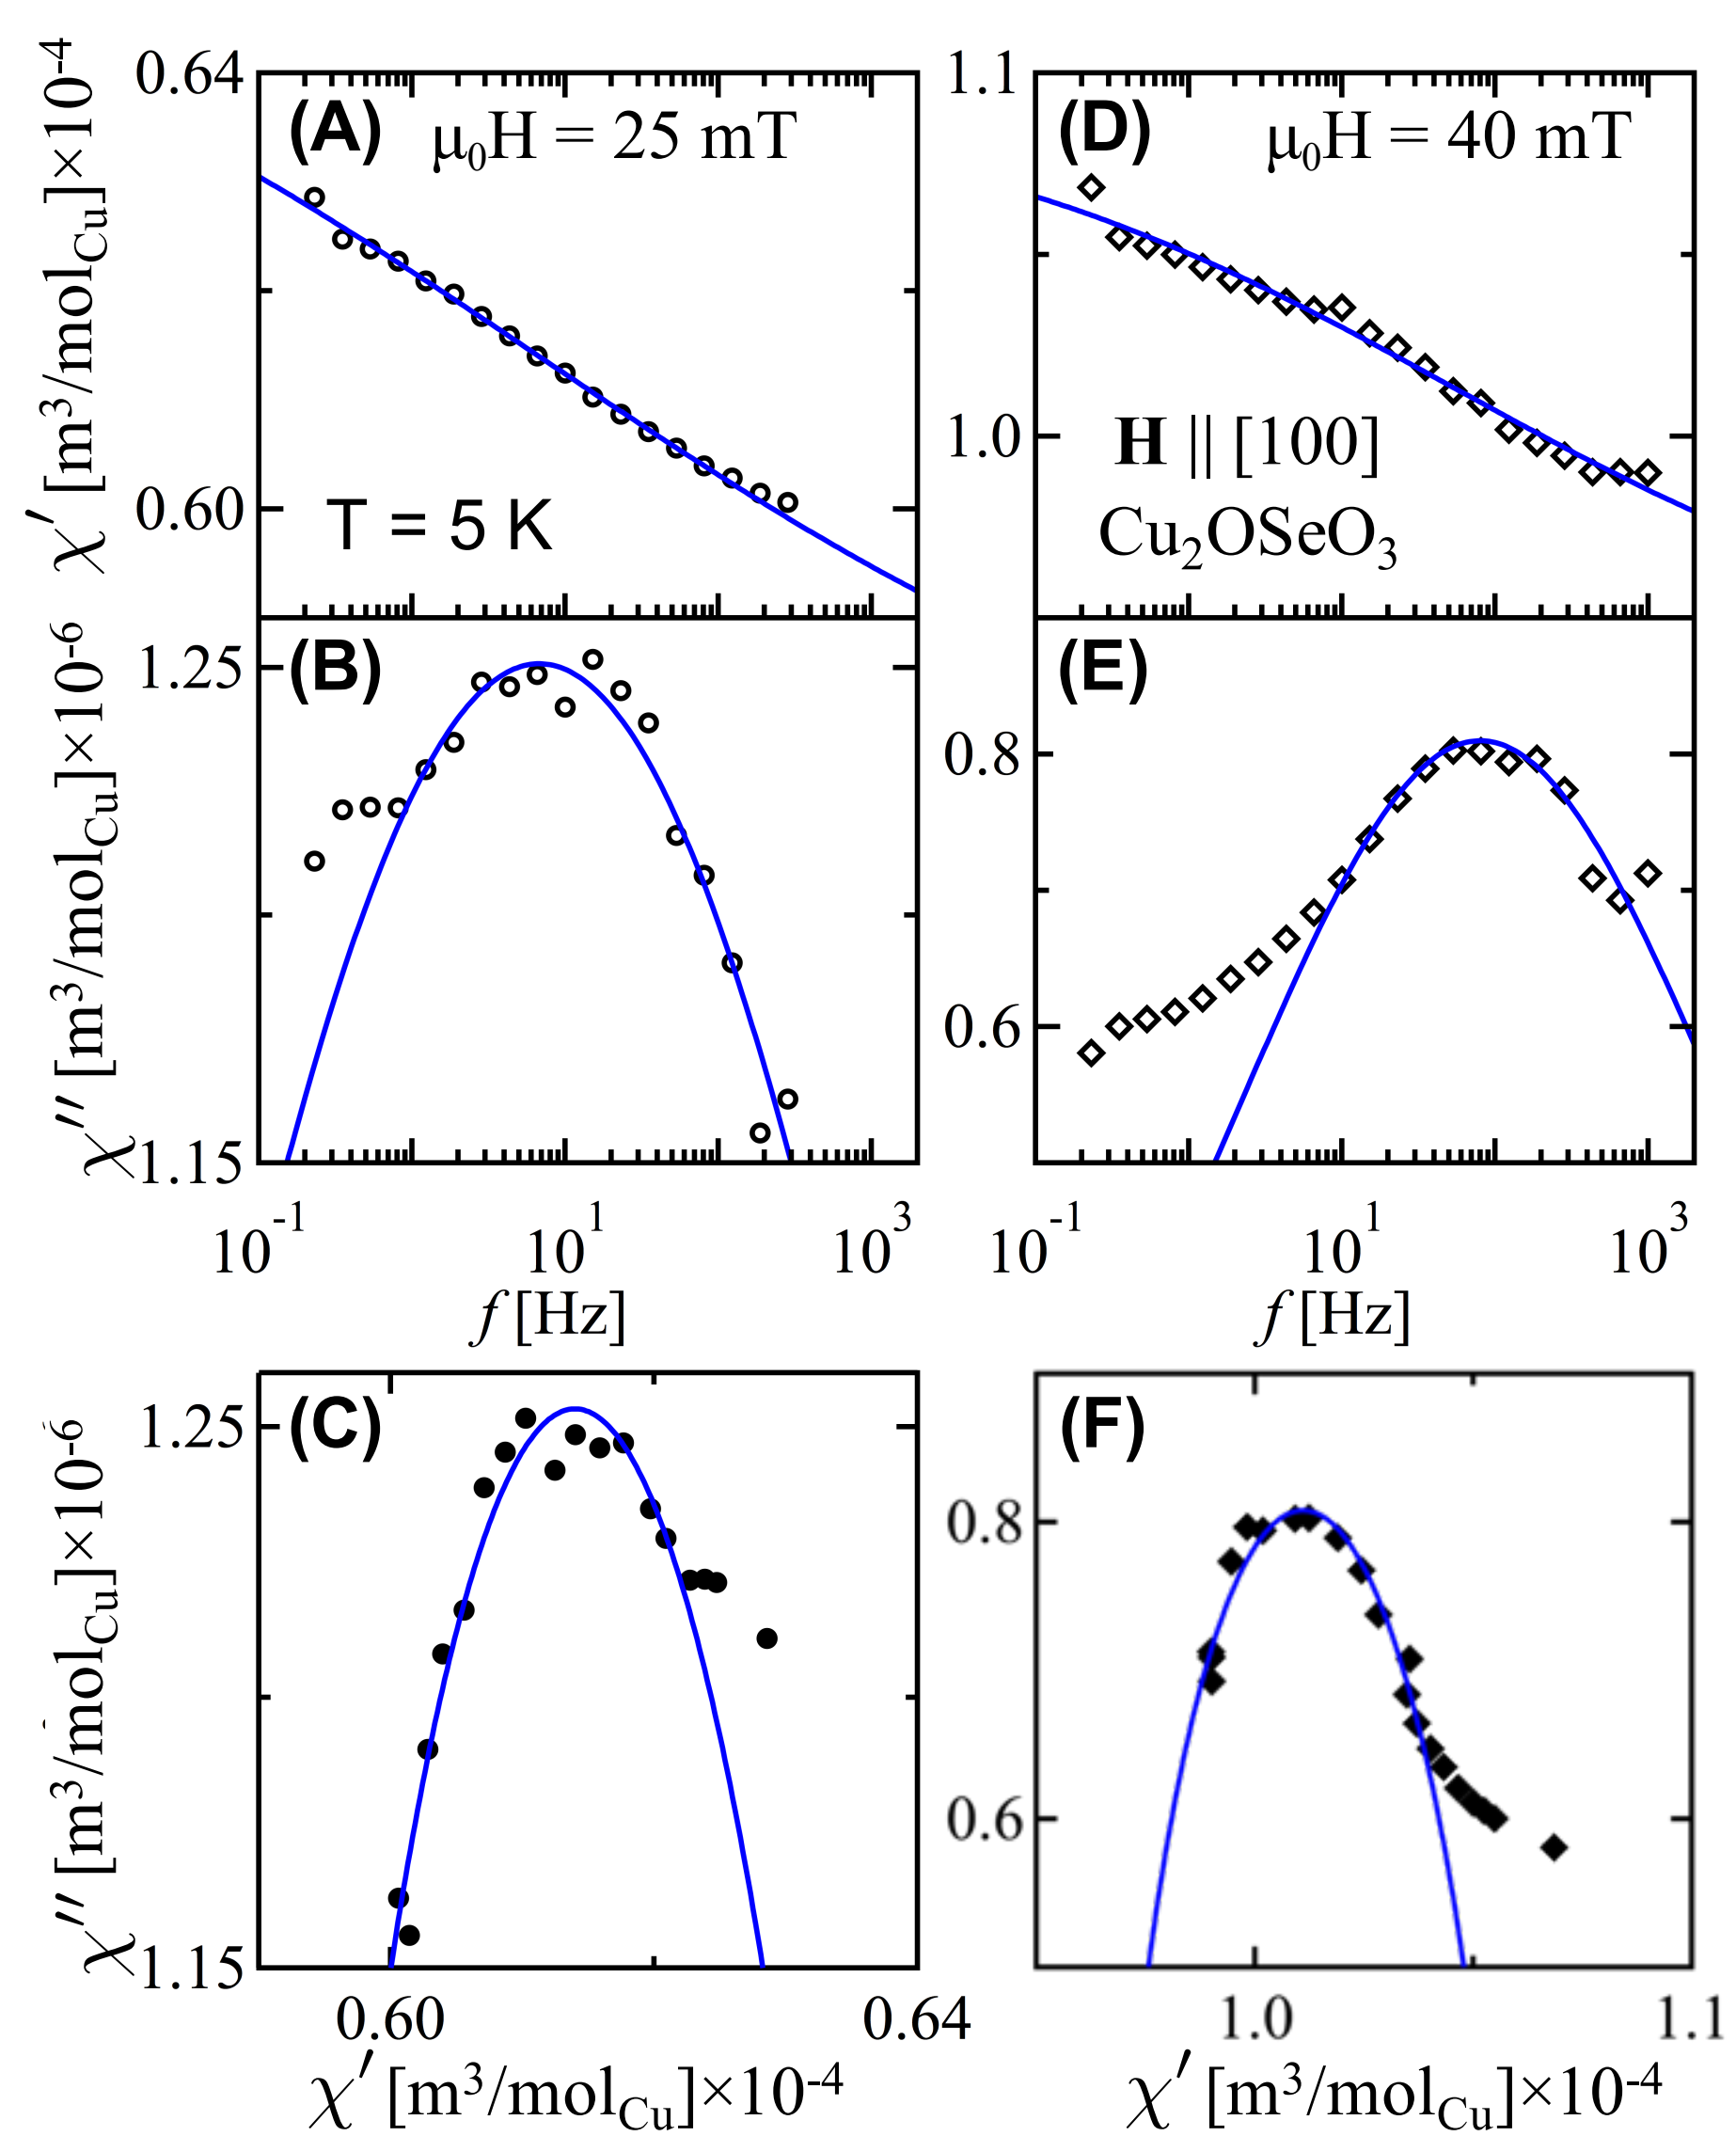 (A) μ₀H = 25 mT
0.64
0.60
χ′ [m³/mol_Cu]×10⁻⁴
T = 5 K
(D) μ₀H = 40 mT
1.1
1.0
H || [100]
Cu₂OSeO₃
(B)
1.25
1.15
χ″ [m³/mol_Cu]×10⁻⁶
10⁻¹ 10¹ 10³
f [Hz]
(E)
0.8
0.6
10⁻¹ 10¹ 10³
f [Hz]
(C)
1.25
1.15
χ″ [m³/mol_Cu]×10⁻⁶
0.60 0.64
χ′ [m³/mol_Cu]×10⁻⁴
(F)
0.8
0.6
1.0 1.1
χ′ [m³/mol_Cu]×10⁻⁴